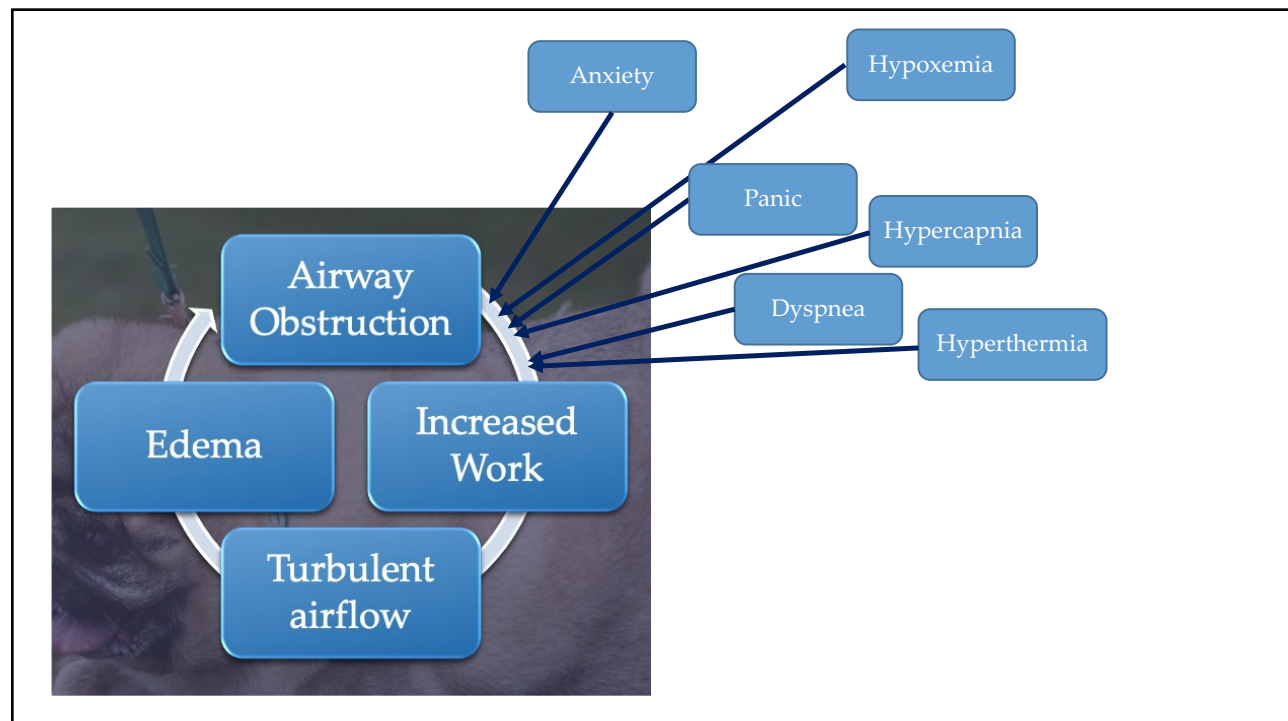 Anxiety
Hypoxemia
Panic
Hypercapnia
Dyspnea
Hyperthermia
Airway
Obstruction
Increased
Work
Turbulent
airflow
Edema